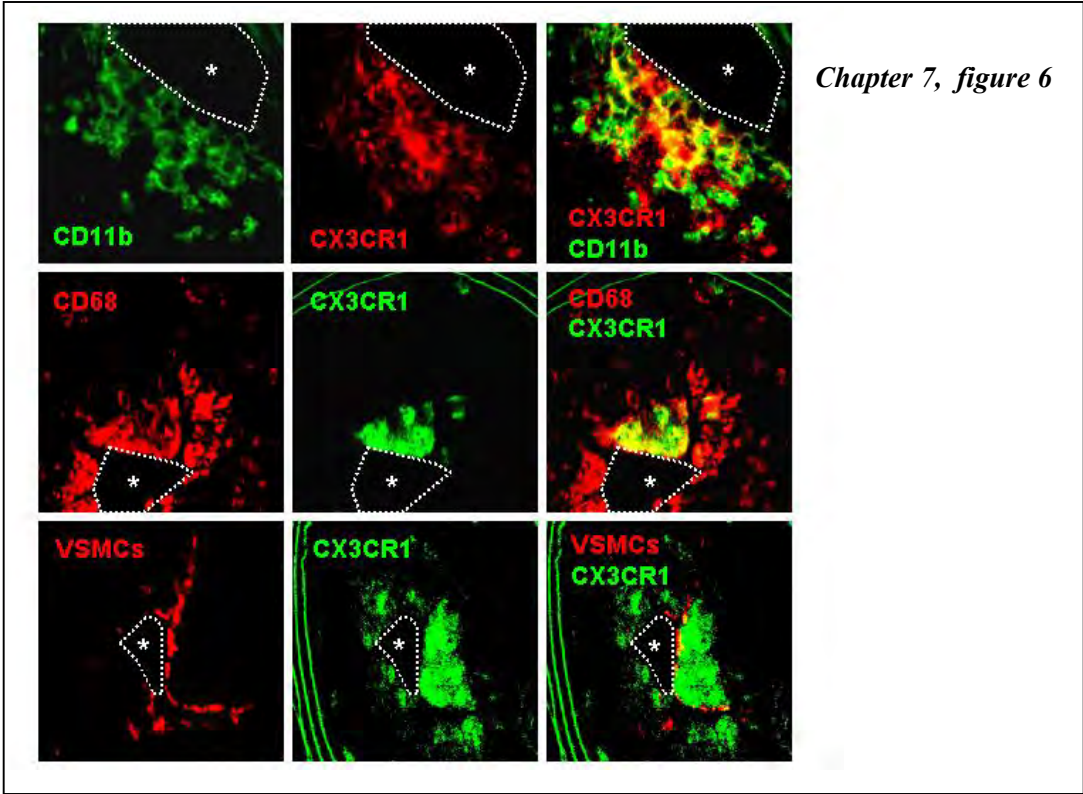 Chapter 7, figure 6
*
*
*
CD11b
CX3CR1
CX3CR1
CD11b
CD68
CX3CR1
CD68
CX3CR1
*
*
*
VSMCs
CX3CR1
VSMCs
CX3CR1
*
*
*